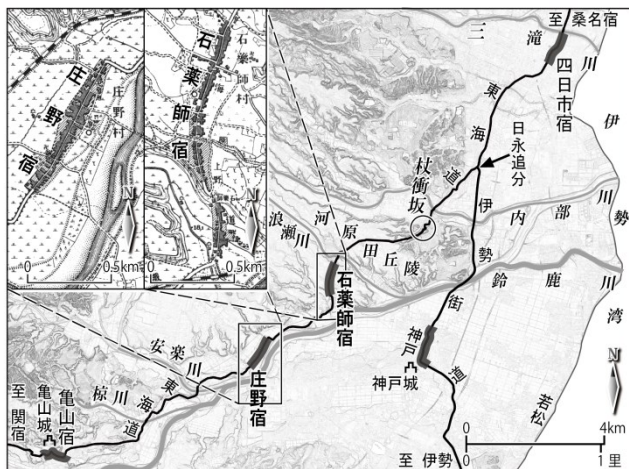 庄野宿
庄野村
N
0 0.5km
石薬師宿
石薬師
N
0 0.5km
至 桑名宿
三滝川
四日市宿
東海道
日永追分
伊勢湾
杖衝坂
内部川
伊勢街道
河原田丘陵
浪瀬川
鈴鹿川
石薬師宿
神戸
神戸城
庄野宿
安楽川
椋川
東海道
亀山宿
亀山城
至 関宿
若松
至 伊勢
N
0 4km
0 1里